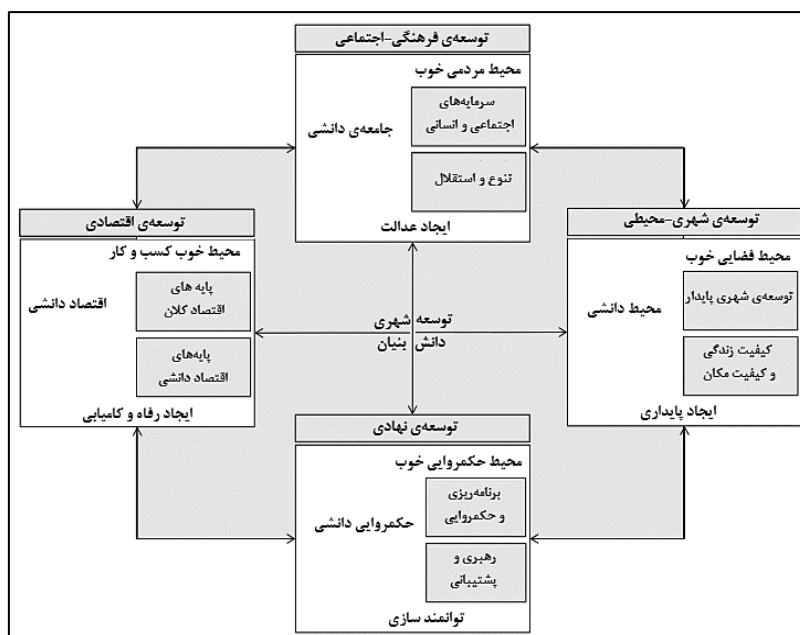 توسعه‌ی فرهنگی-اجتماعی
محیط مردمی خوب
سرمایه‌های
اجتماعی و انسانی
جامعه‌ی دانشی
تنوع و استقلال
ایجاد عدالت
توسعه‌ی شهری-محیطی
محیط فضایی خوب
توسعه‌ی شهری پایدار
محیط دانشی
کیفیت زندگی
و کیفیت مکان
ایجاد پایداری
توسعه شهری
دانش بنیان
توسعه‌ی اقتصادی
محیط خوب کسب و کار
پایه های
اقتصاد کلان
اقتصاد دانشی
پایه‌های
اقتصاد دانشی
ایجاد رفاه و کامیابی
توسعه‌ی نهادی
محیط حکمروایی خوب
برنامه‌ریزی
و حکمروایی
حکمروایی دانشی
رهبری و
پشتیبانی
توانمند سازی